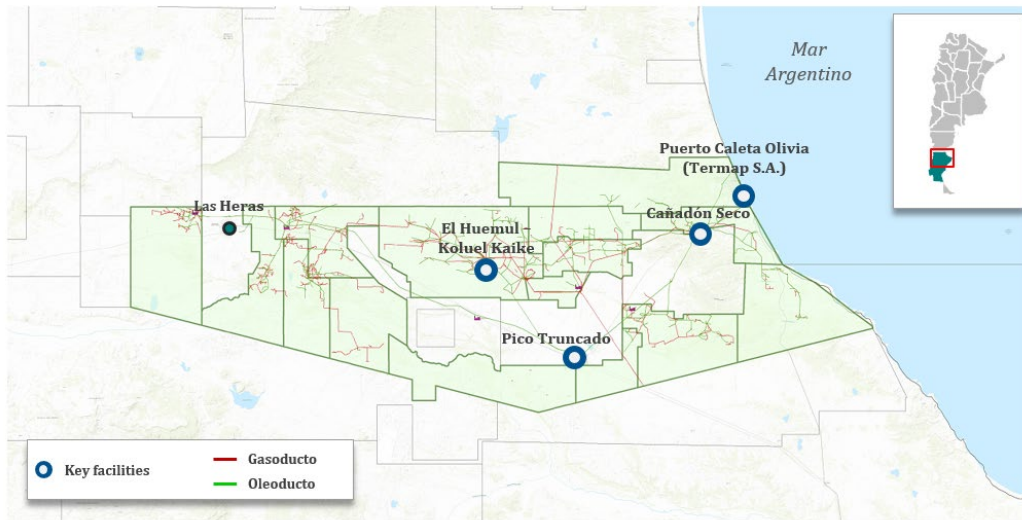 Mar
Argentino
Puerto Caleta Olivia
(Termap S.A.)
Las Heras
Cañadón Seco
El Huemul –
Koluel Kaike
Pico Truncado
Key facilities
Gasoducto
Oleoducto